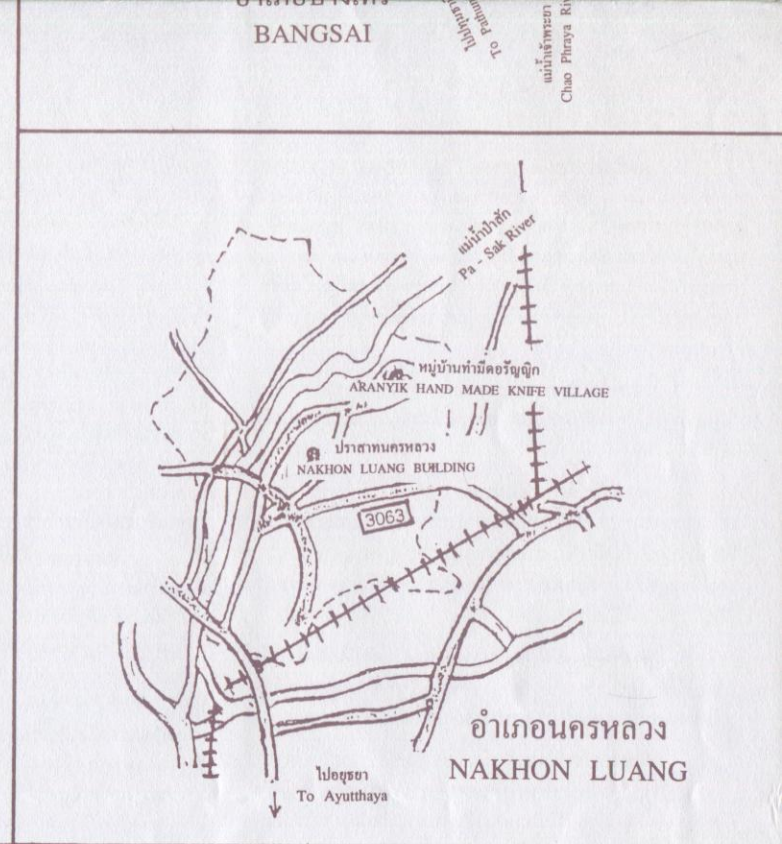 BANGSAI
To Pathum
แม่น้ำเจ้าพระยา
Chao Phraya Ri
แม่น้ำป่าสัก
Pa - Sak River
หมู่บ้านทำมีดอรัญญิก
ARANYIK HAND MADE KNIFE VILLAGE
ปราสาทนครหลวง
NAKHON LUANG BUILDING
3063
อำเภอนครหลวง
NAKHON LUANG
ไปอยุธยา
To Ayutthaya